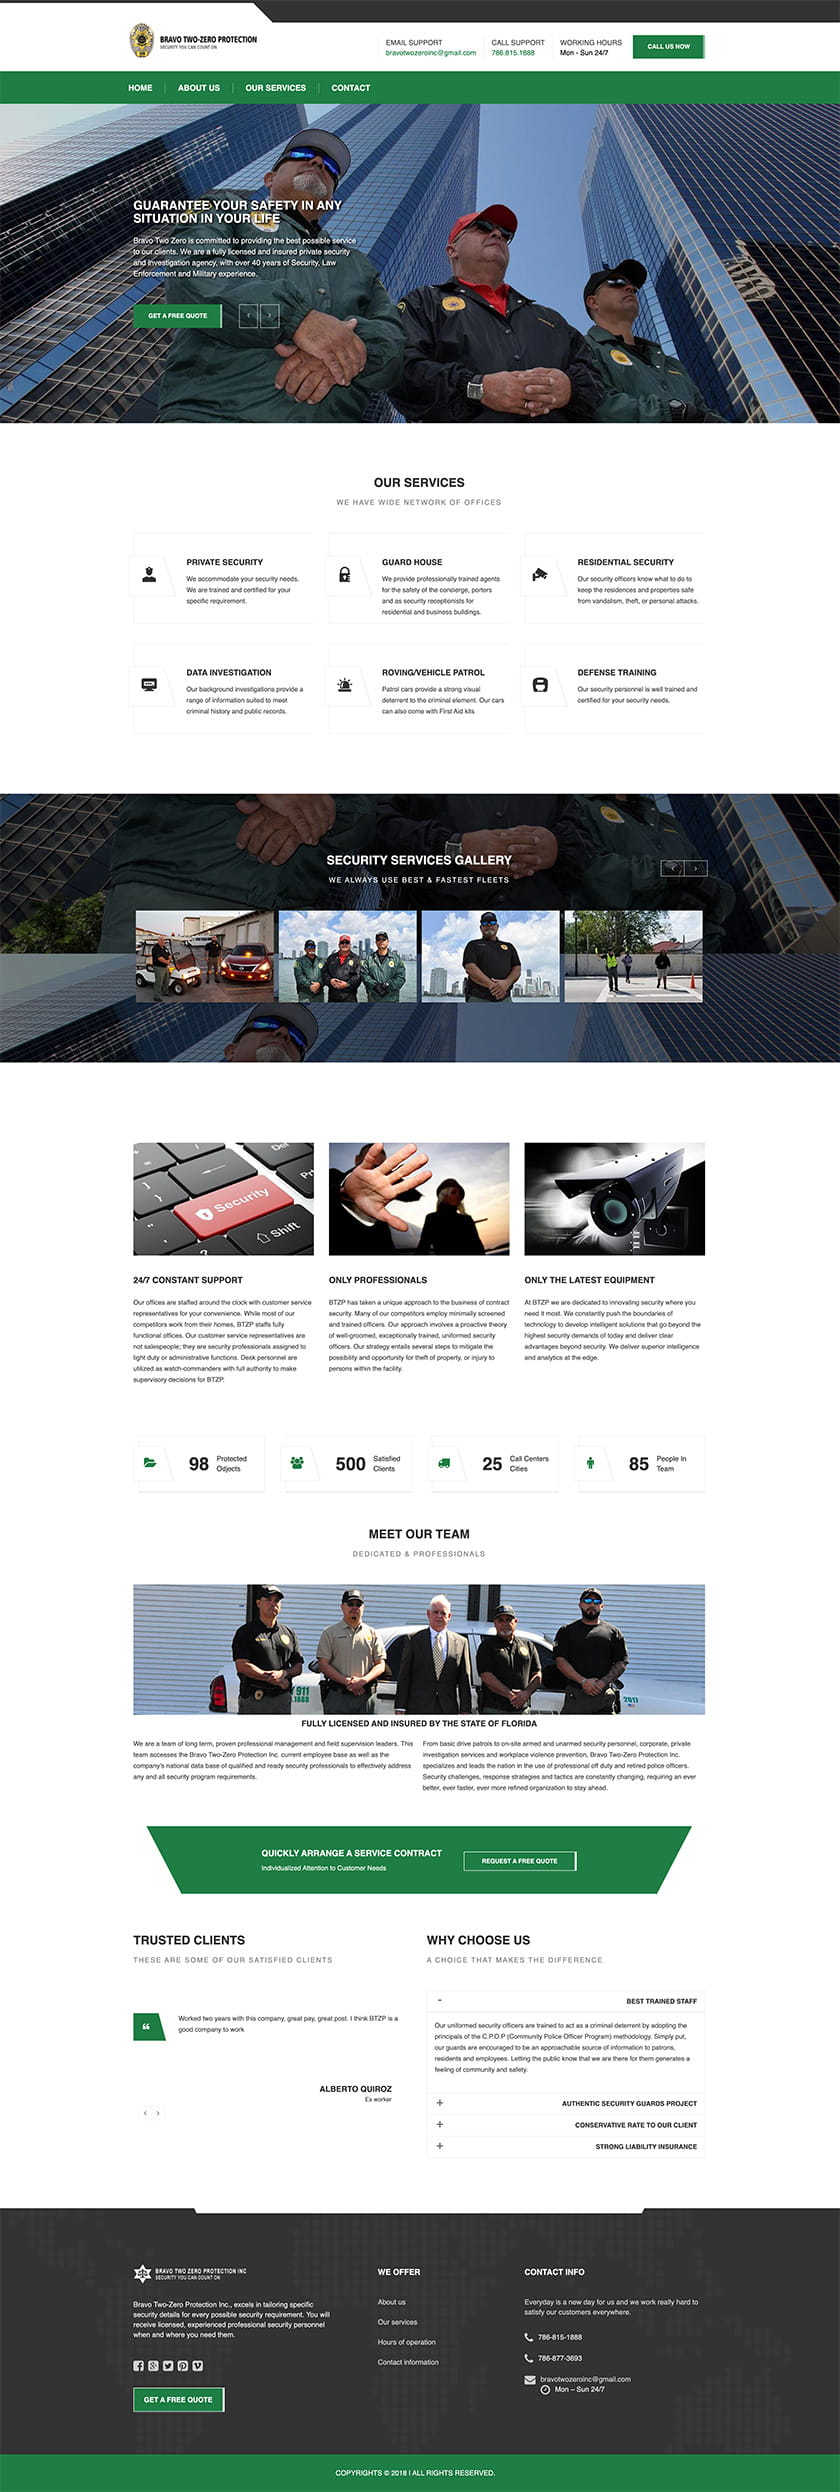 BRAVO TWO-ZERO PROTECTION
SECURITY YOU CAN COUNT ON
EMAIL SUPPORT
bravotwozeroinc@gmail.com
CALL SUPPORT
786.815.1888
WORKING HOURS
Mon - Sun 24/7
CALL US NOW
HOME
ABOUT US
OUR SERVICES
CONTACT
GUARANTEE YOUR SAFETY IN ANY
SITUATION IN YOUR LIFE
Bravo Two Zero is committed to providing the best possible service
to our clients. We are a fully licensed and insured private security
and Investigation agency, with over 40 years of Security, Law
Enforcement and Military experience.
GET A FREE QUOTE
OUR SERVICES
WE HAVE WIDE NETWORK OF OFFICES
PRIVATE SECURITY
We accommodate your security needs.
We are trained and certified for your
specific requirement.
GUARD HOUSE
We provide professionally trained agents
for the safety of the concierge, porters
and as security receptionists for
residential and business buildings.
RESIDENTIAL SECURITY
Our security officers know what to do to
keep the residences and properties safe
from vandalism, theft, or personal attacks.
DATA INVESTIGATION
Our background investigations provide a
range of information suited to meet
criminal history and public records.
ROVING/VEHICLE PATROL
Patrol cars provide a strong visual
deterrent to the criminal element. Our cars
can also come with First Aid kits
DEFENSE TRAINING
Our security personnel is well trained and
certified for your security needs.
SECURITY SERVICES GALLERY
WE ALWAYS USE BEST & FASTEST FLEETS
Security
Shift
24/7 CONSTANT SUPPORT
Our offices are staffed around the clock with customer service
representatives for your convenience. While most of our
competitors work from their homes, BTZP staffs fully
functional offices. Our customer service representatives are
not salespeople; they are security professionals assigned to
light duty or administrative functions. Desk personnel are
utilized as watch-commanders with full authority to make
supervisory decisions for BTZP.
ONLY PROFESSIONALS
BTZP has taken a unique approach to the business of contract
security. Many of our competitors employ minimally screened
and trained officers. Our approach involves a proactive theory
of well-groomed, exceptionally trained, uniformed security
officers. Our strategy entails several steps to mitigate the
possibility and opportunity for theft of property, or injury to
persons within the facility.
ONLY THE LATEST EQUIPMENT
At BTZP we are dedicated to innovating security where you
need it most. We constantly push the boundaries of
technology to develop intelligent solutions that go beyond the
highest security demands of today and deliver clear
advantages beyond security. We deliver superior intelligence
and analytics at the edge.
98 Protected
Odjects
500 Satisfied
Clients
25 Call Centers
Cities
85 People In
Team
MEET OUR TEAM
DEDICATED & PROFESSIONALS
911
.1888
2017
FULLY LICENSED AND INSURED BY THE STATE OF FLORIDA
We are a team of long term, proven professional management and field supervision leaders. This
team accesses the Bravo Two-Zero Protection Inc. current employee base as well as the
company's national data base of qualified and ready security professionals to effectively address
any and all security program requirements.
From basic drive patrols to on-site armed and unarmed security personnel, corporate, private
investigation services and workplace violence prevention, Bravo Two-Zero Protection Inc.
specializes and leads the nation in the use of professional off duty and retired police officers.
Security challenges, response strategies and tactics are constantly changing, requiring an ever
better, ever faster, ever more refined organization to stay ahead.
QUICKLY ARRANGE A SERVICE CONTRACT
Individualized Attention to Customer Needs
REQUEST A FREE QUOTE
TRUSTED CLIENTS
THESE ARE SOME OF OUR SATISFIED CLIENTS
Worked two years with this company, great pay, great post. I think BTZP is a
good company to work
ALBERTO QUIROZ
Ex worker
WHY CHOOSE US
A CHOICE THAT MAKES THE DIFFERENCE
- BEST TRAINED STAFF
Our uniformed security officers are trained to act as a criminal deterrent by adopting the
principals of the C.P.O.P (Community Police Officer Program) methodology. Simply put,
our guards are encouraged to be an approachable source of information to patrons,
residents and employees. Letting the public know that we are there for them generates a
feeling of community and safety.
+ AUTHENTIC SECURITY GUARDS PROJECT
+ CONSERVATIVE RATE TO OUR CLIENT
+ STRONG LIABILITY INSURANCE
BRAVO TWO ZERO PROTECTION INC
SECURITY YOU CAN COUNT ON
Bravo Two-Zero Protection Inc., excels in tailoring specific
security details for every possible security requirement. You will
receive licensed, experienced professional security personnel
when and where you need them.
GET A FREE QUOTE
WE OFFER
About us
Our services
Hours of operation
Contact information
CONTACT INFO
Everyday is a new day for us and we work really hard to
satisfy our customers everywhere.
786-815-1888
786-877-3693
bravotwozeroinc@gmail.com
Mon – Sun 24/7
COPYRIGHTS © 2018 I ALL RIGHTS RESERVED.